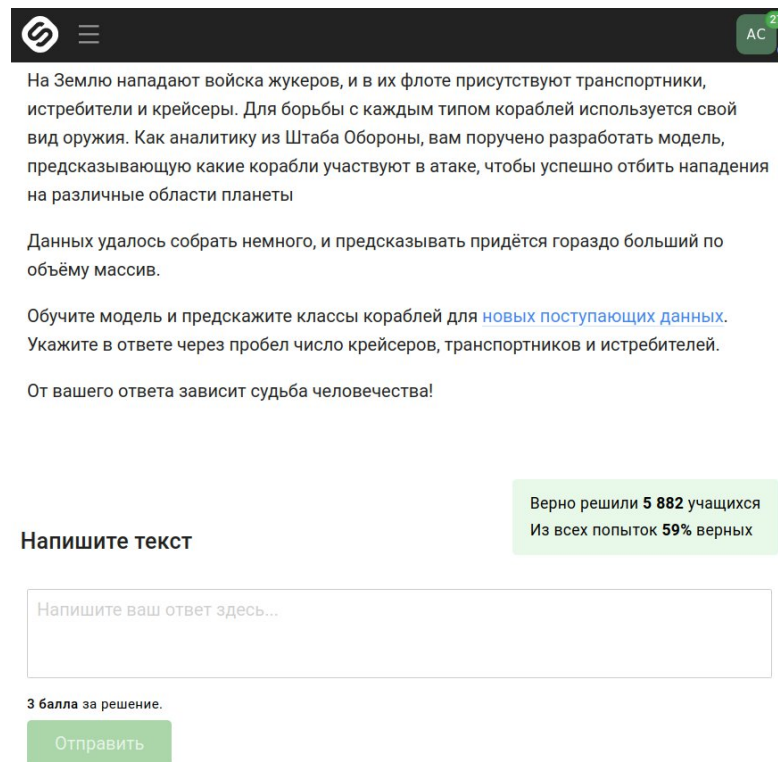 AC
На Землю нападают войска жукеров, и в их флоте присутствуют транспортники,
истребители и крейсеры. Для борьбы с каждым типом кораблей используется свой
вид оружия. Как аналитику из Штаба Обороны, вам поручено разработать модель,
предсказывающую какие корабли участвуют в атаке, чтобы успешно отбить нападения
на различные области планеты
Данных удалось собрать немного, и предсказывать придётся гораздо больший по
объёму массив.
Обучите модель и предскажите классы кораблей для новых поступающих данных.
Укажите в ответе через пробел число крейсеров, транспортников и истребителей.
От вашего ответа зависит судьба человечества!
Верно решили 5 882 учащихся
Из всех попыток 59% верных
Напишите текст
Напишите ваш ответ здесь...
3 балла за решение.
Отправить